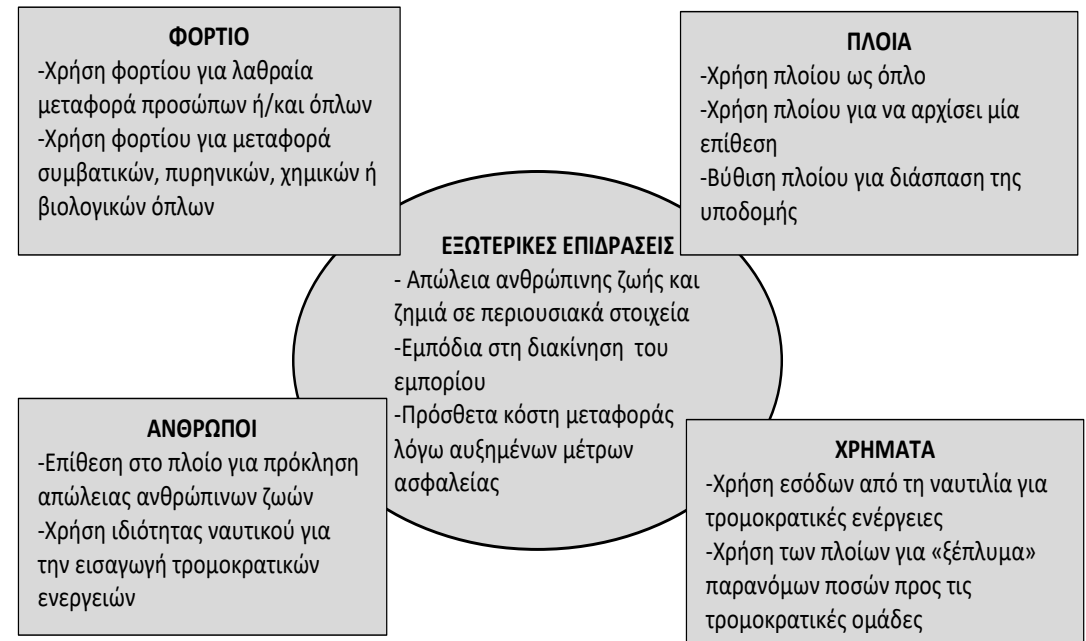 ΦΟΡΤΙΟ
-Χρήση φορτίου για λαθραία
μεταφορά προσώπων ή/και όπλων
-Χρήση φορτίου για μεταφορά
συμβατικών, πυρηνικών, χημικών ή
βιολογικών όπλων
ΠΛΟΙΑ
-Χρήση πλοίου ως όπλο
-Χρήση πλοίου για να αρχίσει μία
επίθεση
-Βύθιση πλοίου για διάσπαση της
υποδομής
ΕΞΩΤΕΡΙΚΕΣ ΕΠΙΔΡΑΣΕΙΣ
- Απώλεια ανθρώπινης ζωής και
ζημιά σε περιουσιακά στοιχεία
-Εμπόδια στη διακίνηση του
εμπορίου
-Πρόσθετα κόστη μεταφοράς
λόγω αυξημένων μέτρων
ασφαλείας
ΑΝΘΡΩΠΟΙ
-Επίθεση στο πλοίο για πρόκληση
απώλειας ανθρώπινων ζωών
-Χρήση ιδιότητας ναυτικού για
την εισαγωγή τρομοκρατικών
ενεργειών
ΧΡΗΜΑΤΑ
-Χρήση εσόδων από τη ναυτιλία για
τρομοκρατικές ενέργειες
-Χρήση των πλοίων για «ξέπλυμα»
παρανόμων ποσών προς τις
τρομοκρατικές ομάδες